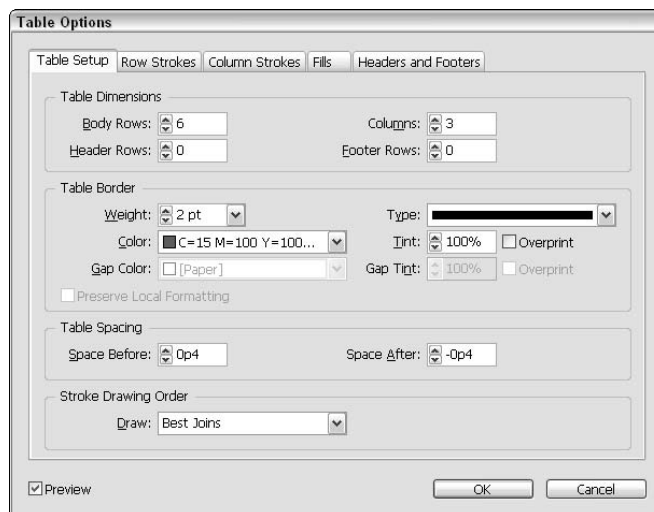 Table Options
Table Setup Row Strokes Column Strokes Fills Headers and Footers
Table Dimensions
Body Rows: 6 Columns: 3
Header Rows: 0 Footer Rows: 0
Table Border
Weight: 2 pt Type:
Color: C=15 M=100 Y=100... Tint: 100% Overprint
Gap Color: [Paper] Gap Tint: 100% Overprint
Preserve Local Formatting
Table Spacing
Space Before: 0p4 Space After: -0p4
Stroke Drawing Order
Draw: Best Joins
Preview OK Cancel